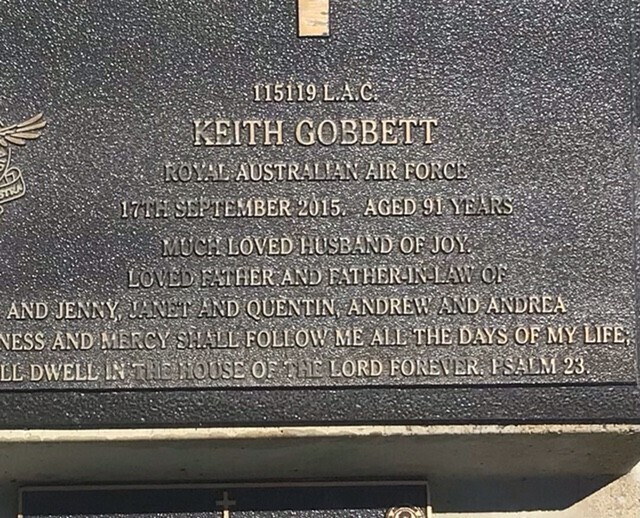 115119 L.A.C.
KEITH GOBBETT
ROYAL AUSTRALIAN AIR FORCE
17TH SEPTEMBER 2015. AGED 91 YEARS
MUCH LOVED HUSBAND OF JOY.
LOVED FATHER AND FATHER-IN-LAW OF
AND JENNY, JANET AND QUENTIN, ANDREW AND ANDREA
NESS AND MERCY SHALL FOLLOW ME ALL THE DAYS OF MY LIFE;
LL DWELL IN THE HOUSE OF THE LORD FOREVER. PSALM 23.